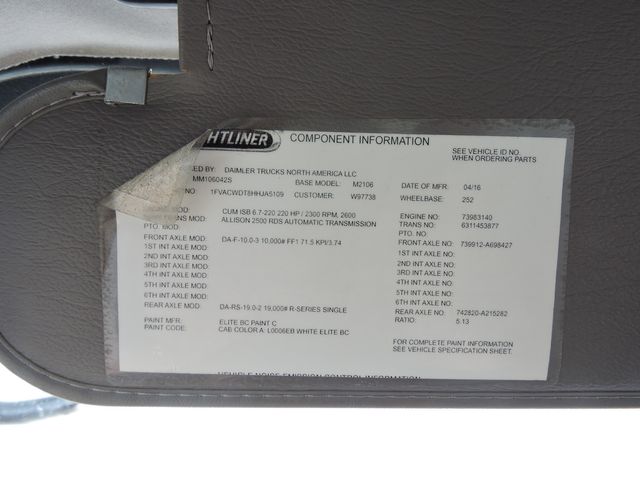 HTLINER COMPONENT INFORMATION
SEE VEHICLE ID NO.
WHEN ORDERING PARTS
ED BY: DAIMLER TRUCKS NORTH AMERICA LLC
MM106042S BASE MODEL: M2106 DATE OF MFR: 04/16
NO 1FVACWDT8HHJA5109 CUSTOMER: W97738 WHEELBASE: 252
MOD: CUM ISB 6.7-220 220 HP / 2300 RPM, 2600 ENGINE NO: 73983140
TRANS MOD: ALLISON 2500 RDS AUTOMATIC TRANSMISSION TRANS NO: 6311453877
PTO. MOD: PTO. NO:
FRONT AXLE MOD: DA-F-10.0-3 10,000# FF1 71.5 KPI/3.74 FRONT AXLE NO: 739912-A698427
1ST INT AXLE MOD: 1ST INT AXLE NO:
2ND INT AXLE MOD: 2ND INT AXLE NO:
3RD INT AXLE MOD: 3RD INT AXLE NO:
4TH INT AXLE MOD: 4TH INT AXLE NO:
5TH INT AXLE MOD: 5TH INT AXLE NO:
6TH INT AXLE MOD: 6TH INT AXLE NO:
REAR AXLE MOD: DA-RS-19.0-2 19,000# R-SERIES SINGLE REAR AXLE NO: 742820-A215282
RATIO: 5.13
PAINT MFR: ELITE BC PAINT C
PAINT CODE: CAB COLOR A: L0006EB WHITE ELITE BC
FOR COMPLETE PAINT INFORMATION
SEE VEHICLE SPECIFICATION SHEET.
VEHICLE NOISE EMISSION CONTROL INFORMATION